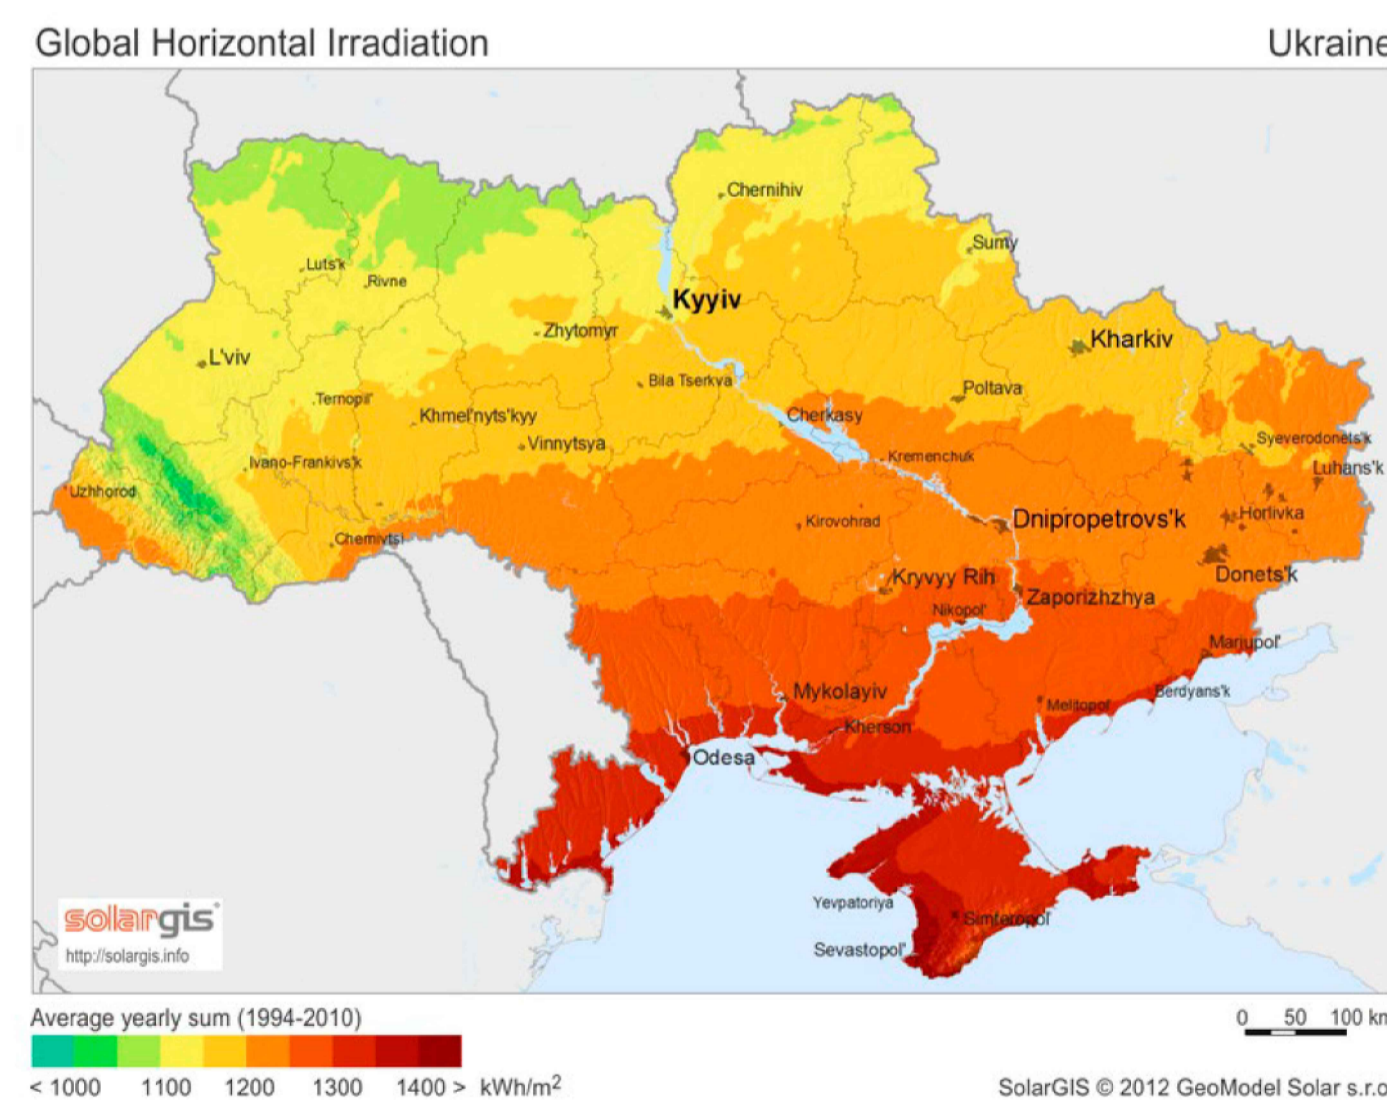 Global Horizontal Irradiation
Ukraine
Chernihiv
Sumy
Luts'k
Rivne
Kyyiv
Zhytomyr
Kharkiv
L'viv
Bila Tserkva
Poltava
Ternopil'
Khmel'nyts'kyy
Cherkasy
Vinnytsya
Syeverodonets'k
Ivano-Frankivs'k
Kremenchuk
Luhans'k
Uzhhorod
Kirovohrad
Dnipropetrovs'k
Horlivka
Chernivtsi
Donets'k
Kryvyy Rih
Zaporizhzhya
Nikopol'
Mariupol'
Mykolayiv
Berdyans'k
Melitopol'
Kherson
Odesa
Yevpatoriya
Simferopol'
Sevastopol'
solargis
http://solargis.info
Average yearly sum (1994-2010)
0 50 100 km
< 1000 1100 1200 1300 1400 > kWh/m²
SolarGIS © 2012 GeoModel Solar s.r.o